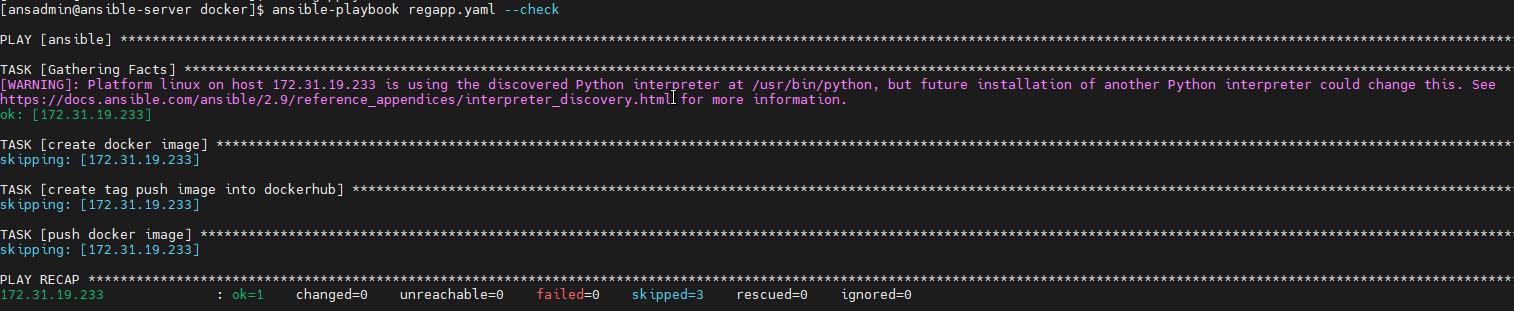 [ansadmin@ansible-server docker]$ ansible-playbook regapp.yaml --check
PLAY [ansible] ******************************************************************************************************************************************************************************
TASK [Gathering Facts] **********************************************************************************************************************************************************************
[WARNING]: Platform linux on host 172.31.19.233 is using the discovered Python interpreter at /usr/bin/python, but future installation of another Python interpreter could change this. See
https://docs.ansible.com/ansible/2.9/reference_appendices/interpreter_discovery.html for more information.
ok: [172.31.19.233]
TASK [create docker image] ******************************************************************************************************************************************************************
skipping: [172.31.19.233]
TASK [create tag push image into dockerhub] *************************************************************************************************************************************************
skipping: [172.31.19.233]
TASK [push docker image] ********************************************************************************************************************************************************************
skipping: [172.31.19.233]
PLAY RECAP **********************************************************************************************************************************************************************************
172.31.19.233              : ok=1    changed=0    unreachable=0    failed=0    skipped=3    rescued=0    ignored=0